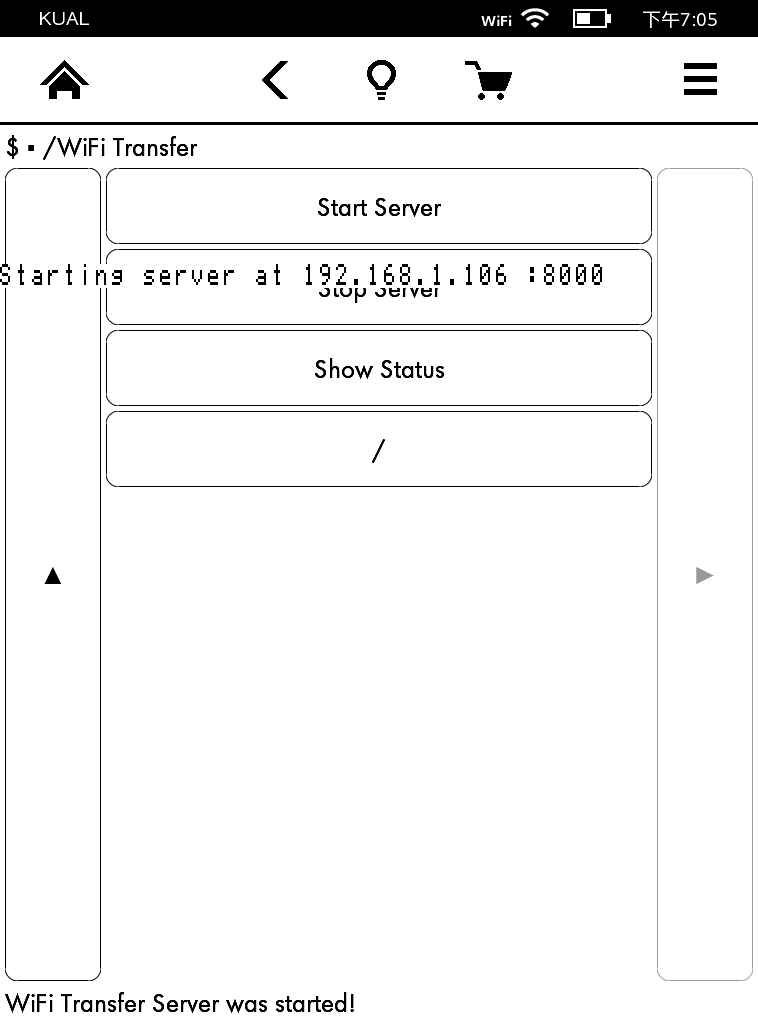 KUAL WiFi 下午7:05
$ ▪ /WiFi Transfer
Start Server
Starting server at 192.168.1.106 :8000
Stop Server
Show Status
/
WiFi Transfer Server was started!